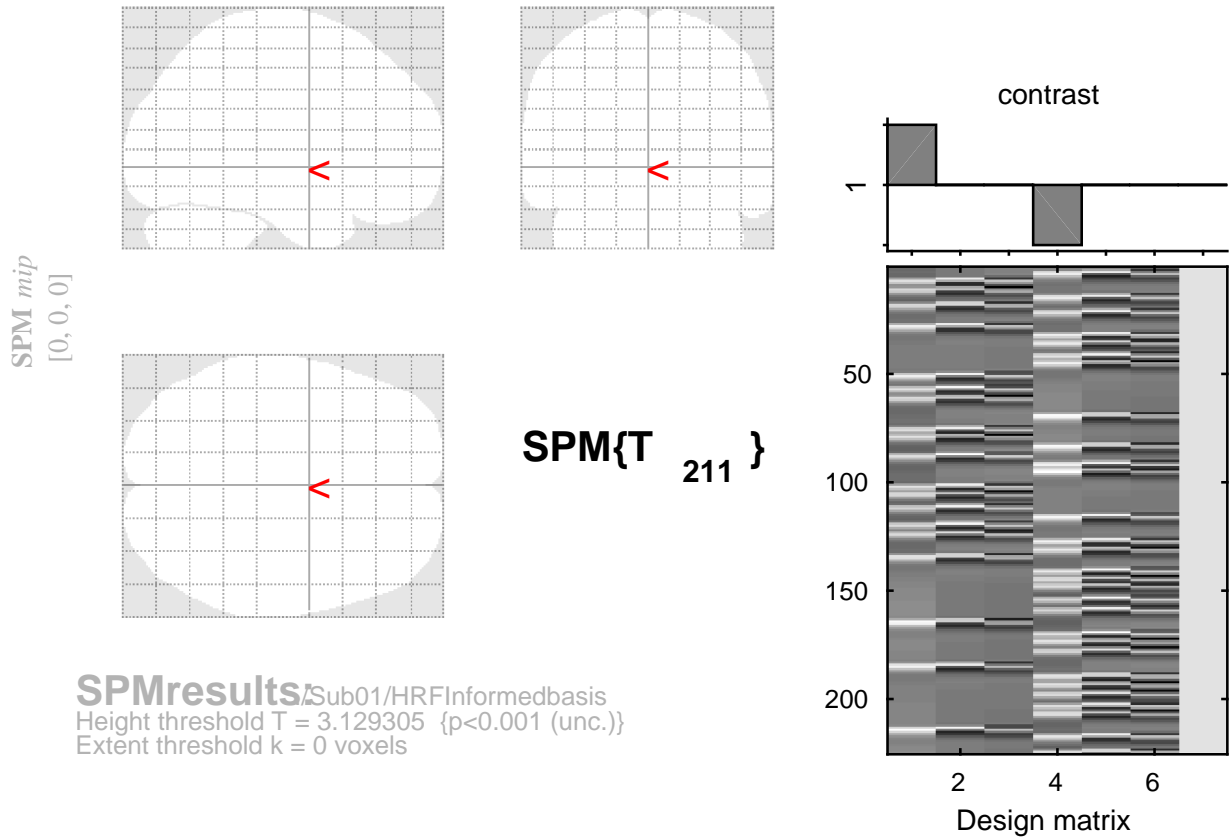 contrast
1
SPM mip
[0, 0, 0]
<
<
<
SPM{T 211 }
50
100
150
200
2 4 6
Design matrix
SPMresults: ./Sub01/HRFInformedbasis
Height threshold T = 3.129305 {p<0.001 (unc.)}
Extent threshold k = 0 voxels